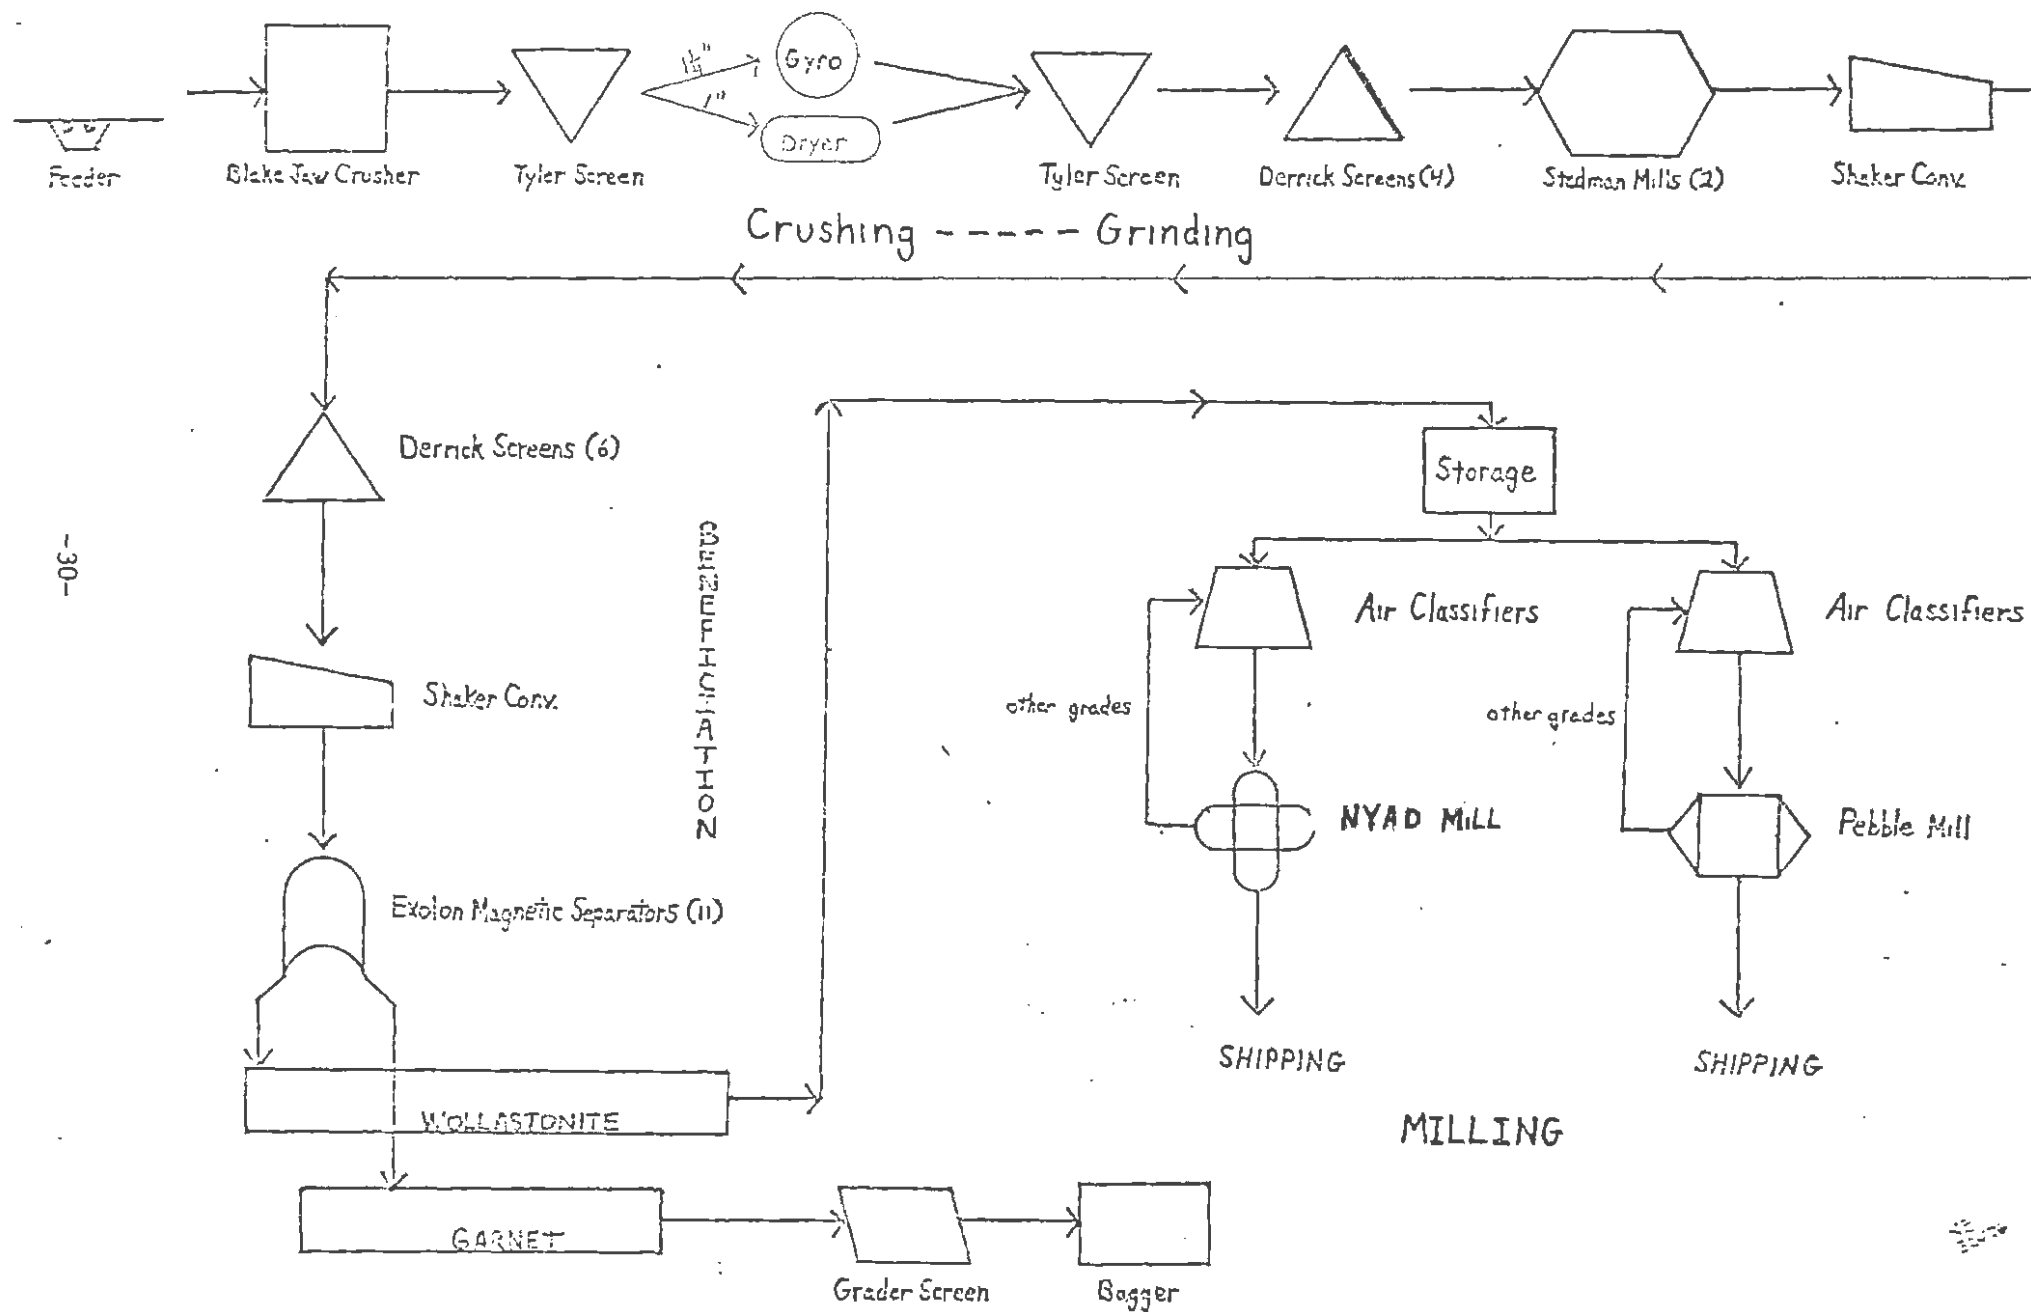 1¼"
1"
Gyro
Dryer
Feeder
Blake Jaw Crusher
Tyler Screen
Tyler Screen
Derrick Screens (4)
Stedman Mills (2)
Shaker Conv.
Crushing ----- Grinding
Derrick Screens (6)
Storage
-30-
BENEFICIATION
Air Classifiers
Air Classifiers
Shaker Conv.
other grades
other grades
NYAD MILL
Pebble Mill
Exolon Magnetic Separators (11)
SHIPPING
SHIPPING
WOLLASTONITE
MILLING
GARNET
Grader Screen
Bagger